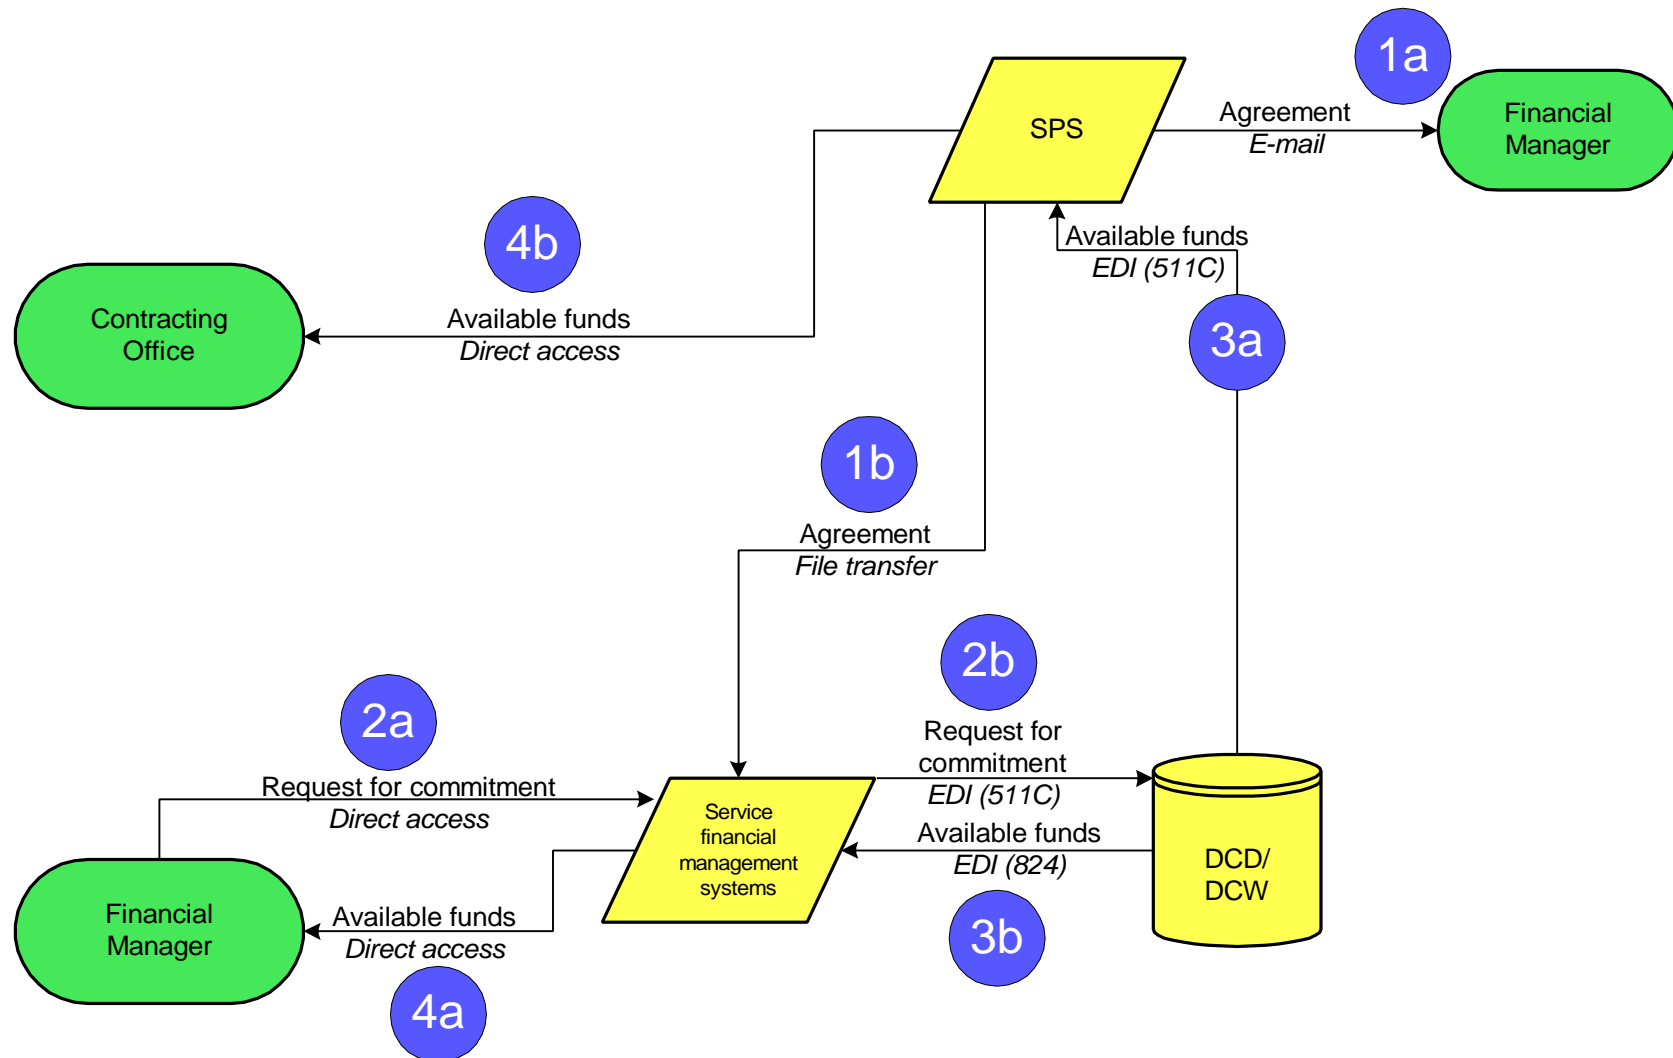 1a
SPS
Agreement
E-mail
Financial
Manager
4b
Available funds
EDI (511C)
Contracting
Office
Available funds
Direct access
3a
1b
Agreement
File transfer
2b
2a
Request for
commitment
EDI (511C)
Request for commitment
Direct access
Service
financial
management
systems
Available funds
EDI (824)
DCD/
DCW
Financial
Manager
Available funds
Direct access
3b
4a